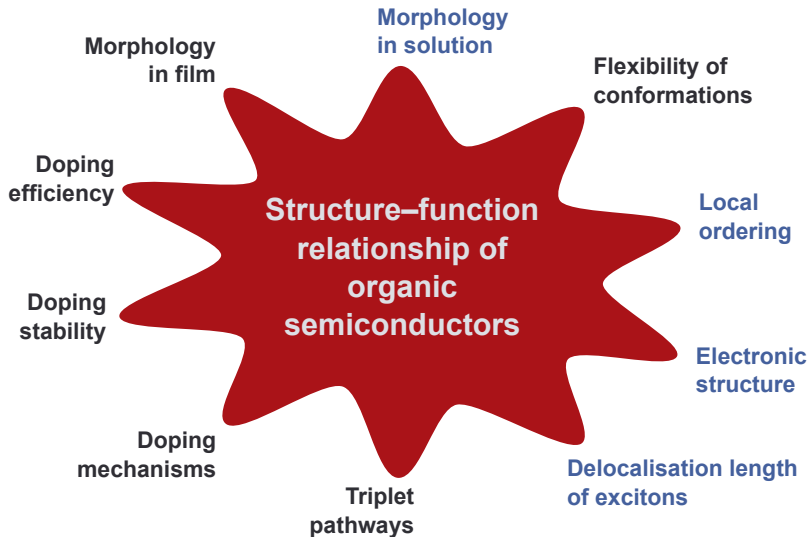 Morphology
in solution
Morphology
in film
Flexibility of
conformations
Doping
efficiency
Local
ordering
Structure–function
relationship of
organic
semiconductors
Doping
stability
Electronic
structure
Doping
mechanisms
Delocalisation length
of excitons
Triplet
pathways